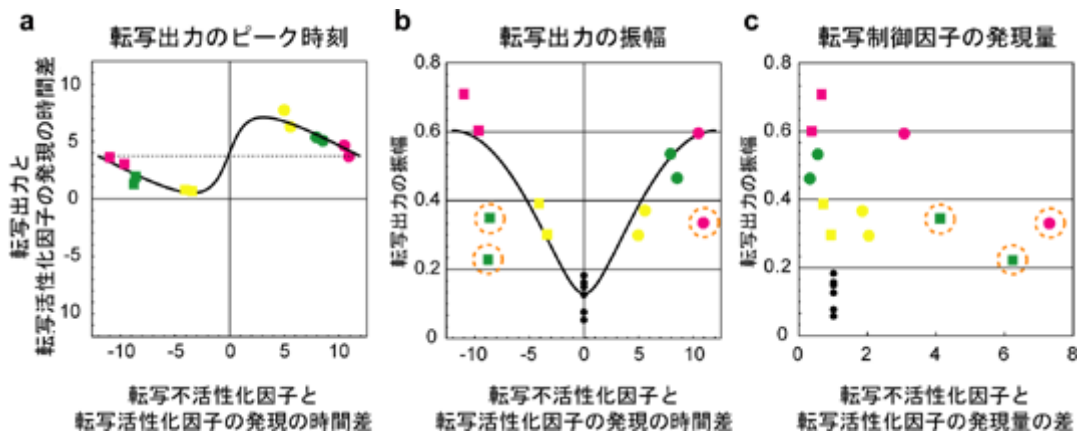 a
転写出力のピーク時刻
転写出力と
転写活性化因子の発現の時間差
10
5
0
-5
-10
-10 -5 0 5 10
転写不活性化因子と
転写活性化因子の発現の時間差
b
転写出力の振幅
転写出力の振幅
0.8
0.6
0.4
0.2
0
-10 -5 0 5 10
転写不活性化因子と
転写活性化因子の発現の時間差
c
転写制御因子の発現量
転写出力の振幅
0.8
0.6
0.4
0.2
0
0 2 4 6 8
転写不活性化因子と
転写活性化因子の発現量の差